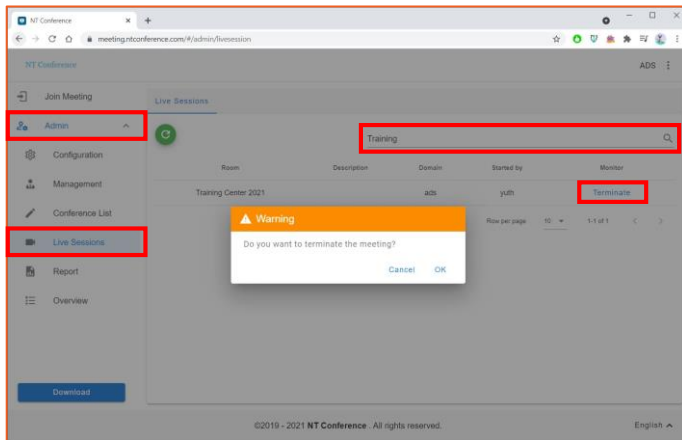 NT Conference
meeting.ntconference.com/#/admin/livesession
NT Conference
ADS
Join Meeting
Live Sessions
Admin
Training
Configuration
Room Description Domain Started by Monitor
Management
Training Center 2021 ads yuth Terminate
Conference List
Warning
Row per page 10 1-1 of 1
Do you want to terminate the meeting?
Live Sessions
Cancel OK
Report
Overview
Download
©2019 - 2021 NT Conference . All rights reserved.
English